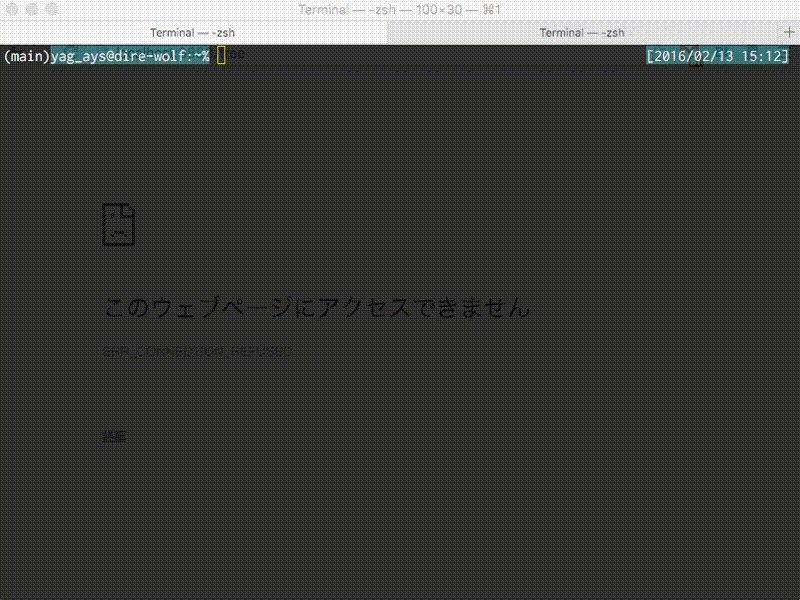 Terminal — -zsh — 100×30 — ⌘1
Terminal — -zsh
Terminal — -zsh
+
(main)yag_ays@dire-wolf:~% [2016/02/13 15:12]
このウェブページにアクセスできません
ERR_CONNECTION_REFUSED
詳細